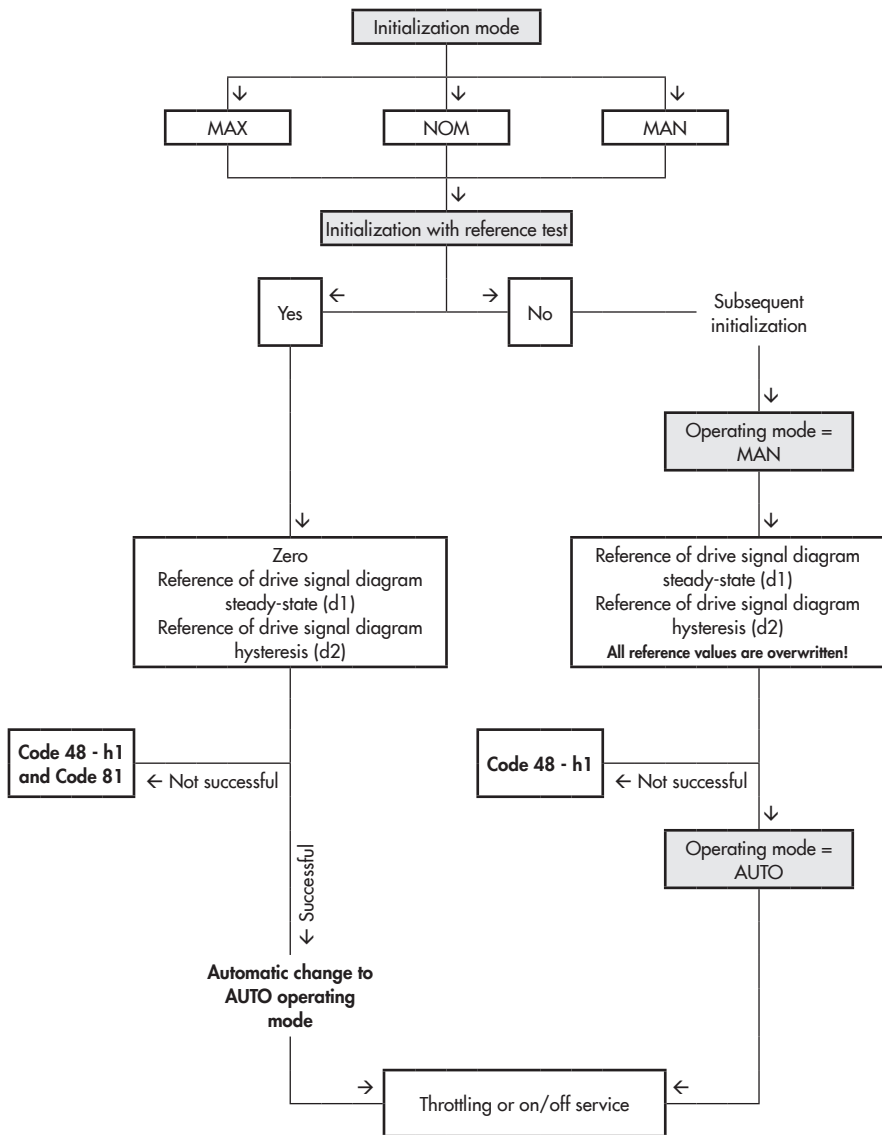 Initialization mode
MAX
NOM
MAN
Initialization with reference test
Yes
No
Subsequent
initialization
Operating mode =
MAN
Zero
Reference of drive signal diagram
steady-state (d1)
Reference of drive signal diagram
hysteresis (d2)
Reference of drive signal diagram
steady-state (d1)
Reference of drive signal diagram
hysteresis (d2)
All reference values are overwritten!
Code 48 - h1
and Code 81
← Not successful
Code 48 - h1
← Not successful
Operating mode =
AUTO
← Successful
Automatic change to
AUTO operating
mode
Throttling or on/off service